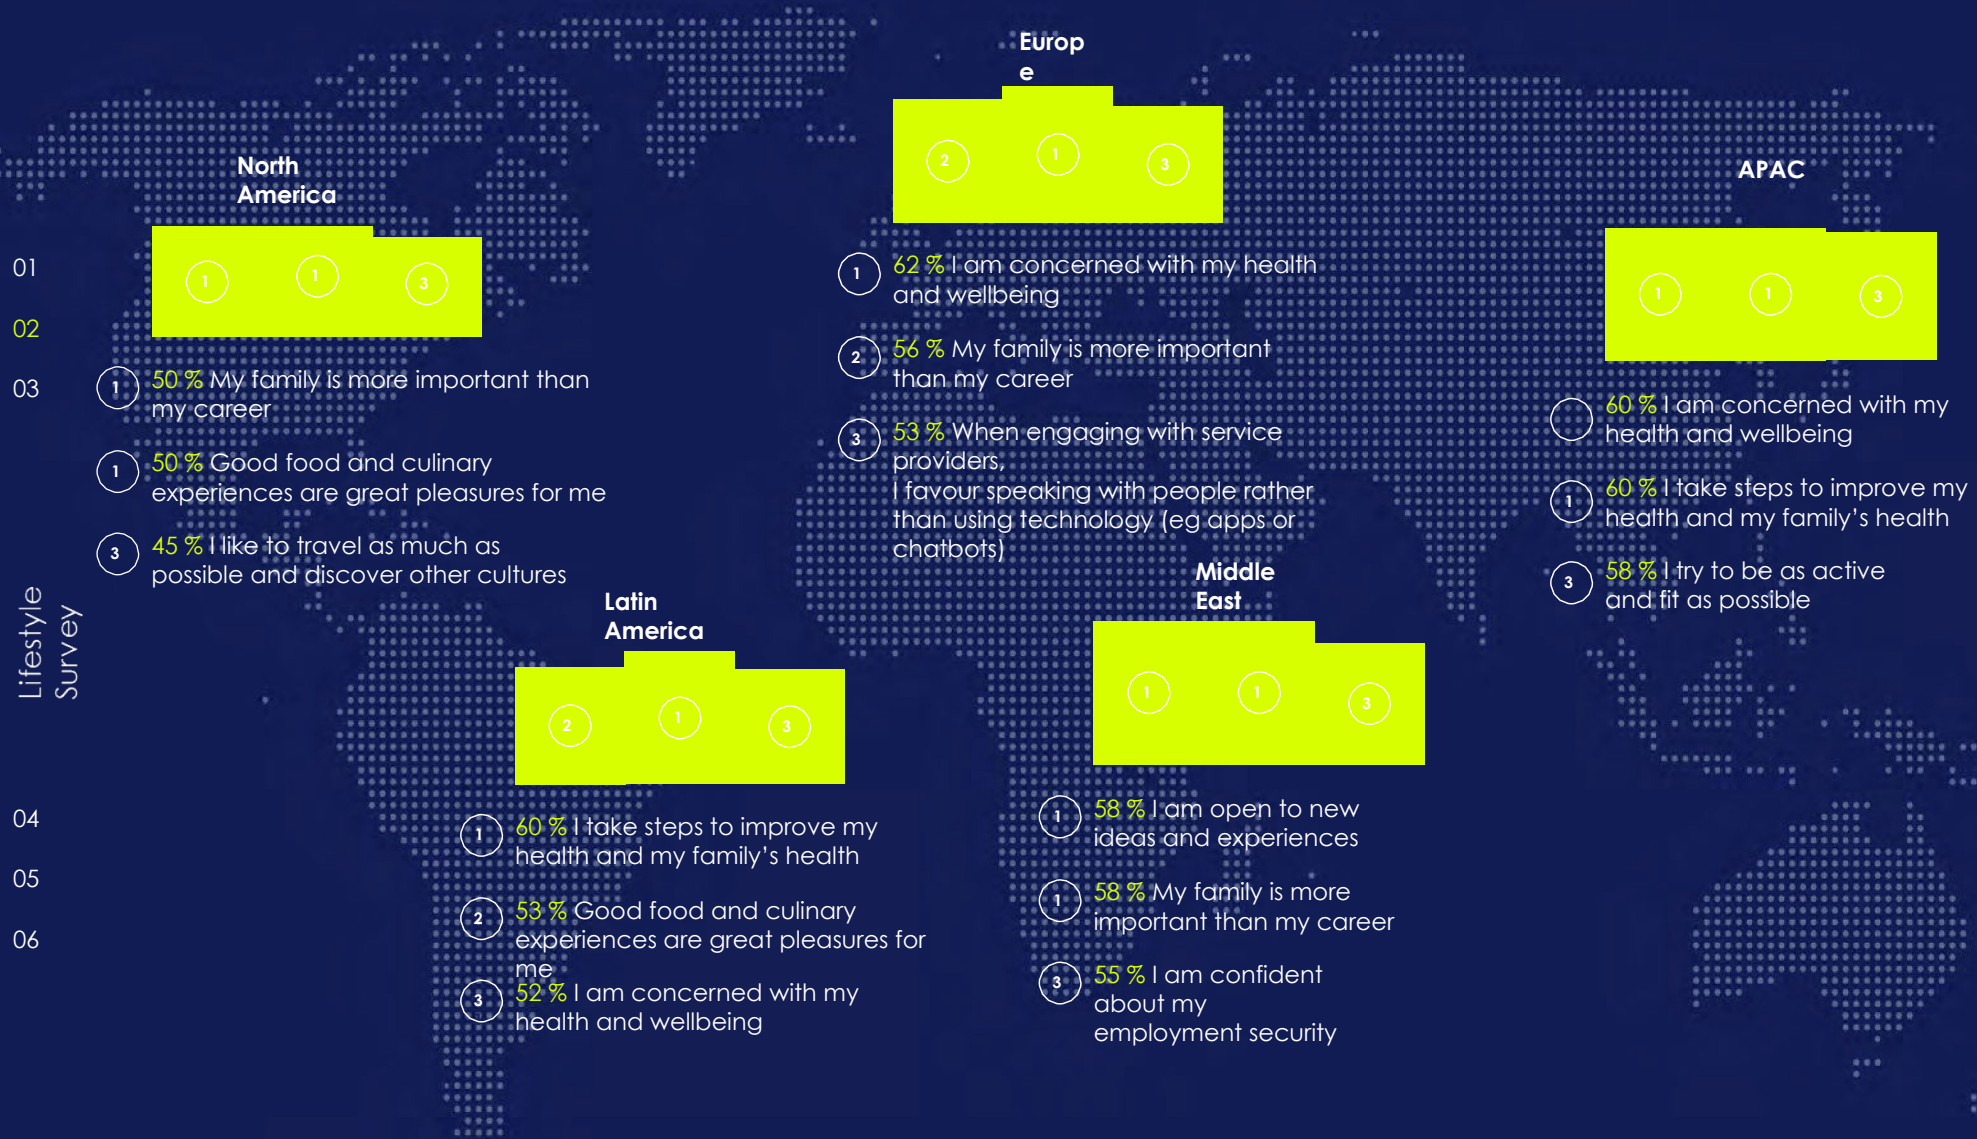 Europ
e
2
1
3
North
America
APAC
1
1
3
1
1
3
01
02
03
04
05
06
Lifestyle
Survey
1
50 % My family is more important than
my career
1
50 % Good food and culinary
experiences are great pleasures for me
3
45 % I like to travel as much as
possible and discover other cultures
1
62 % I am concerned with my health
and wellbeing
2
56 % My family is more important
than my career
3
53 % When engaging with service
providers,
I favour speaking with people rather
than using technology (eg apps or
chatbots)
60 % I am concerned with my
health and wellbeing
1
60 % I take steps to improve my
health and my family’s health
3
58 % I try to be as active
and fit as possible
Latin
America
2
1
3
1
60 % I take steps to improve my
health and my family’s health
2
53 % Good food and culinary
experiences are great pleasures for
me
3
52 % I am concerned with my
health and wellbeing
Middle
East
1
1
3
1
58 % I am open to new
ideas and experiences
1
58 % My family is more
important than my career
3
55 % I am confident
about my
employment security